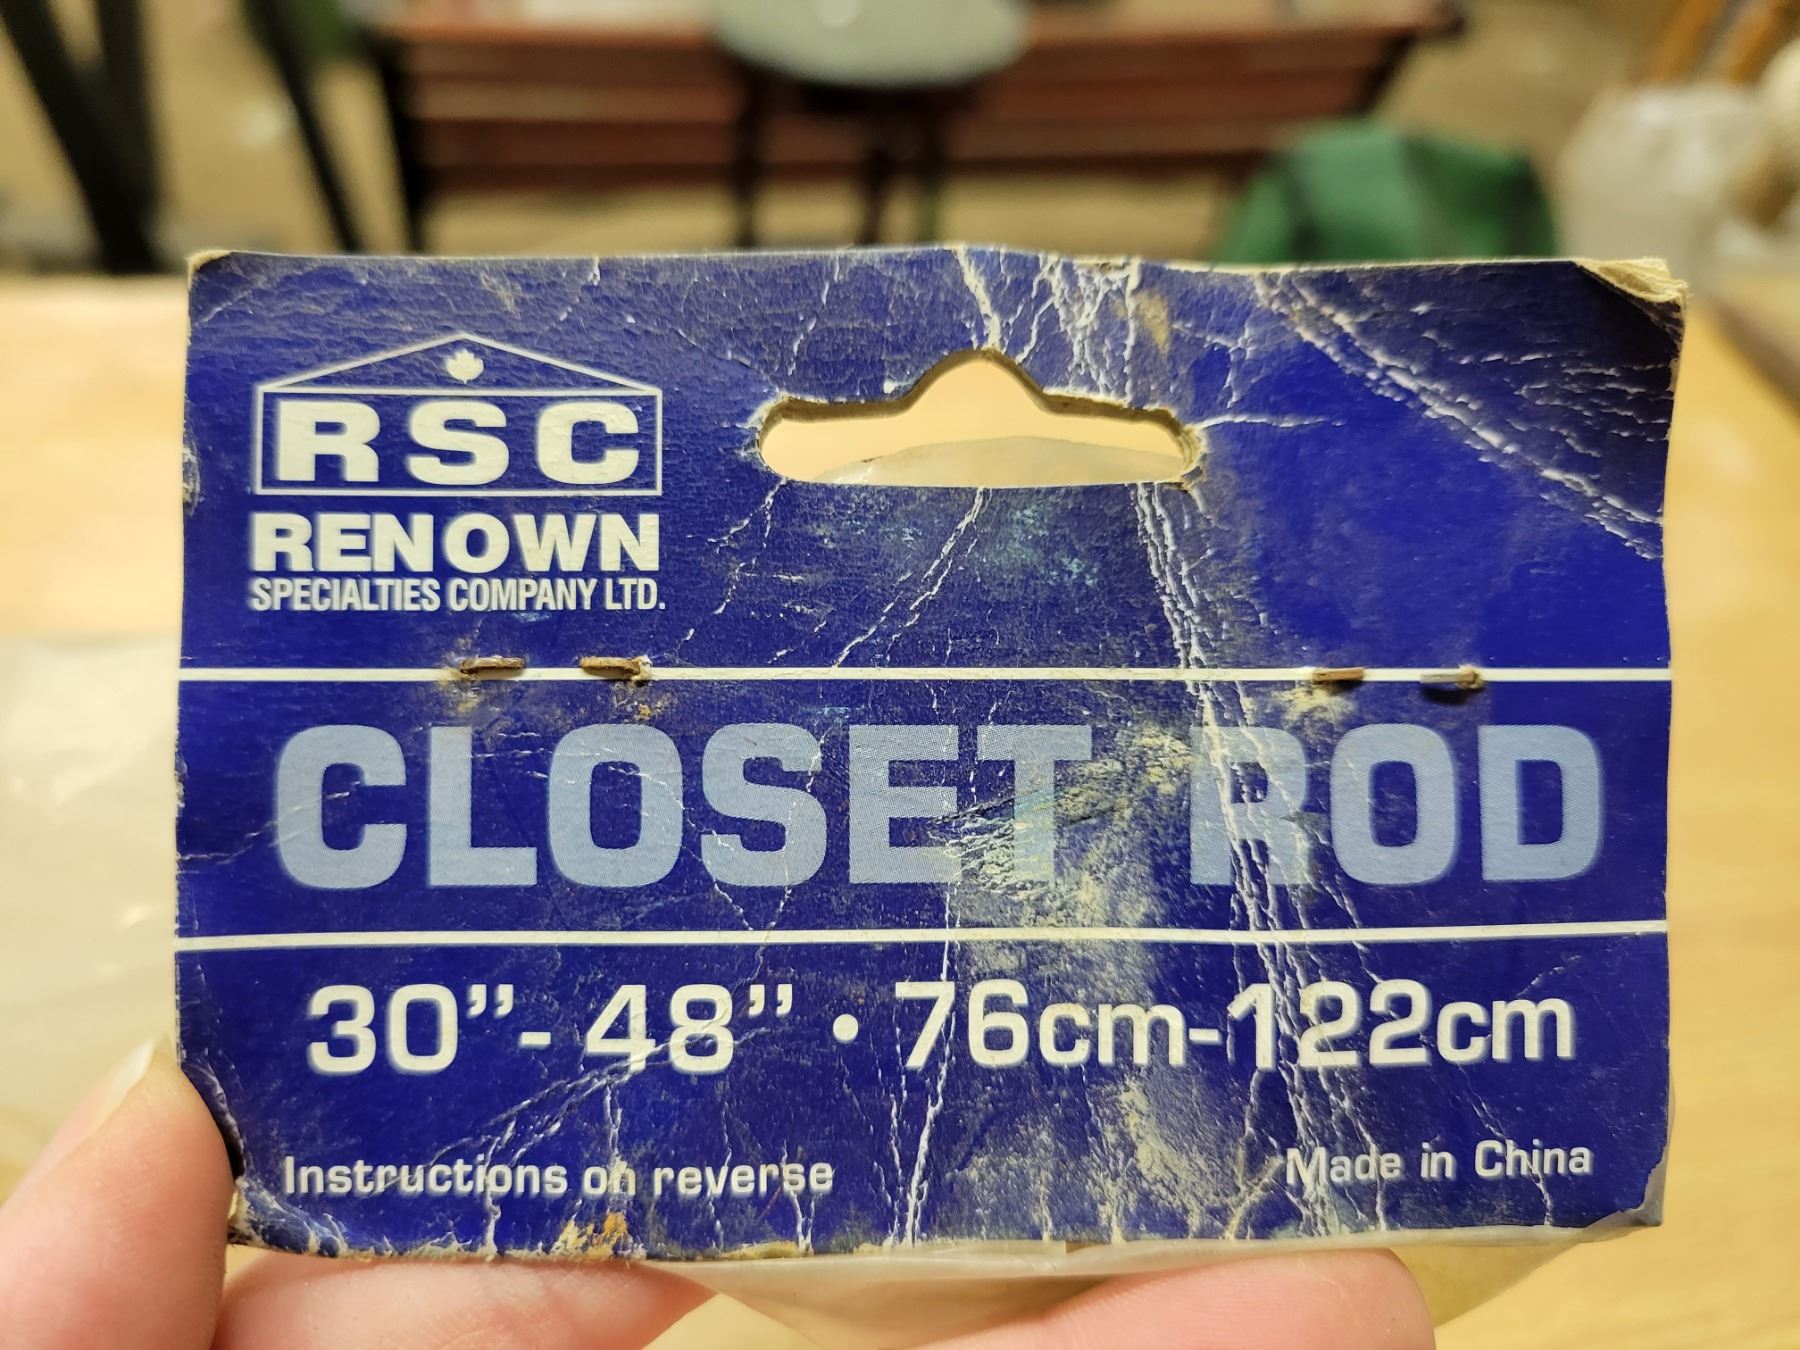 RSC
RENOWN
SPECIALTIES COMPANY LTD.
CLOSET ROD
30”- 48” • 76cm-122cm
Instructions on reverse
Made in China